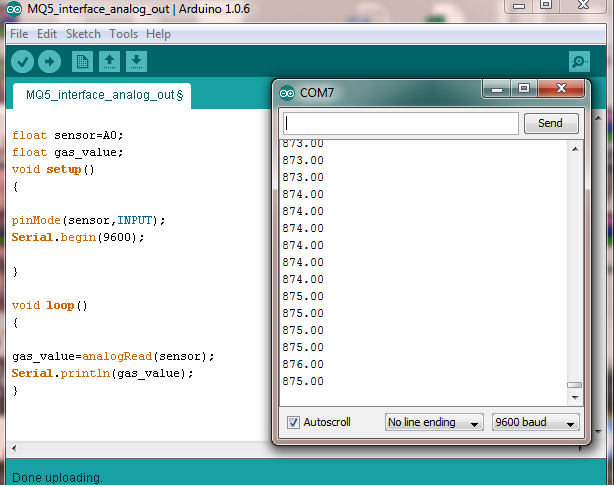 MQ5_interface_analog_out | Arduino 1.0.6
File Edit Sketch Tools Help
MQ5_interface_analog_out §
float sensor=A0;
float gas_value;
void setup()
{
pinMode(sensor,INPUT);
Serial.begin(9600);
}
void loop()
{
gas_value=analogRead(sensor);
Serial.println(gas_value);
}
Done uploading.
COM7
Send
873.00
873.00
873.00
874.00
874.00
874.00
874.00
874.00
874.00
875.00
875.00
875.00
875.00
876.00
875.00
Autoscroll
No line ending
9600 baud